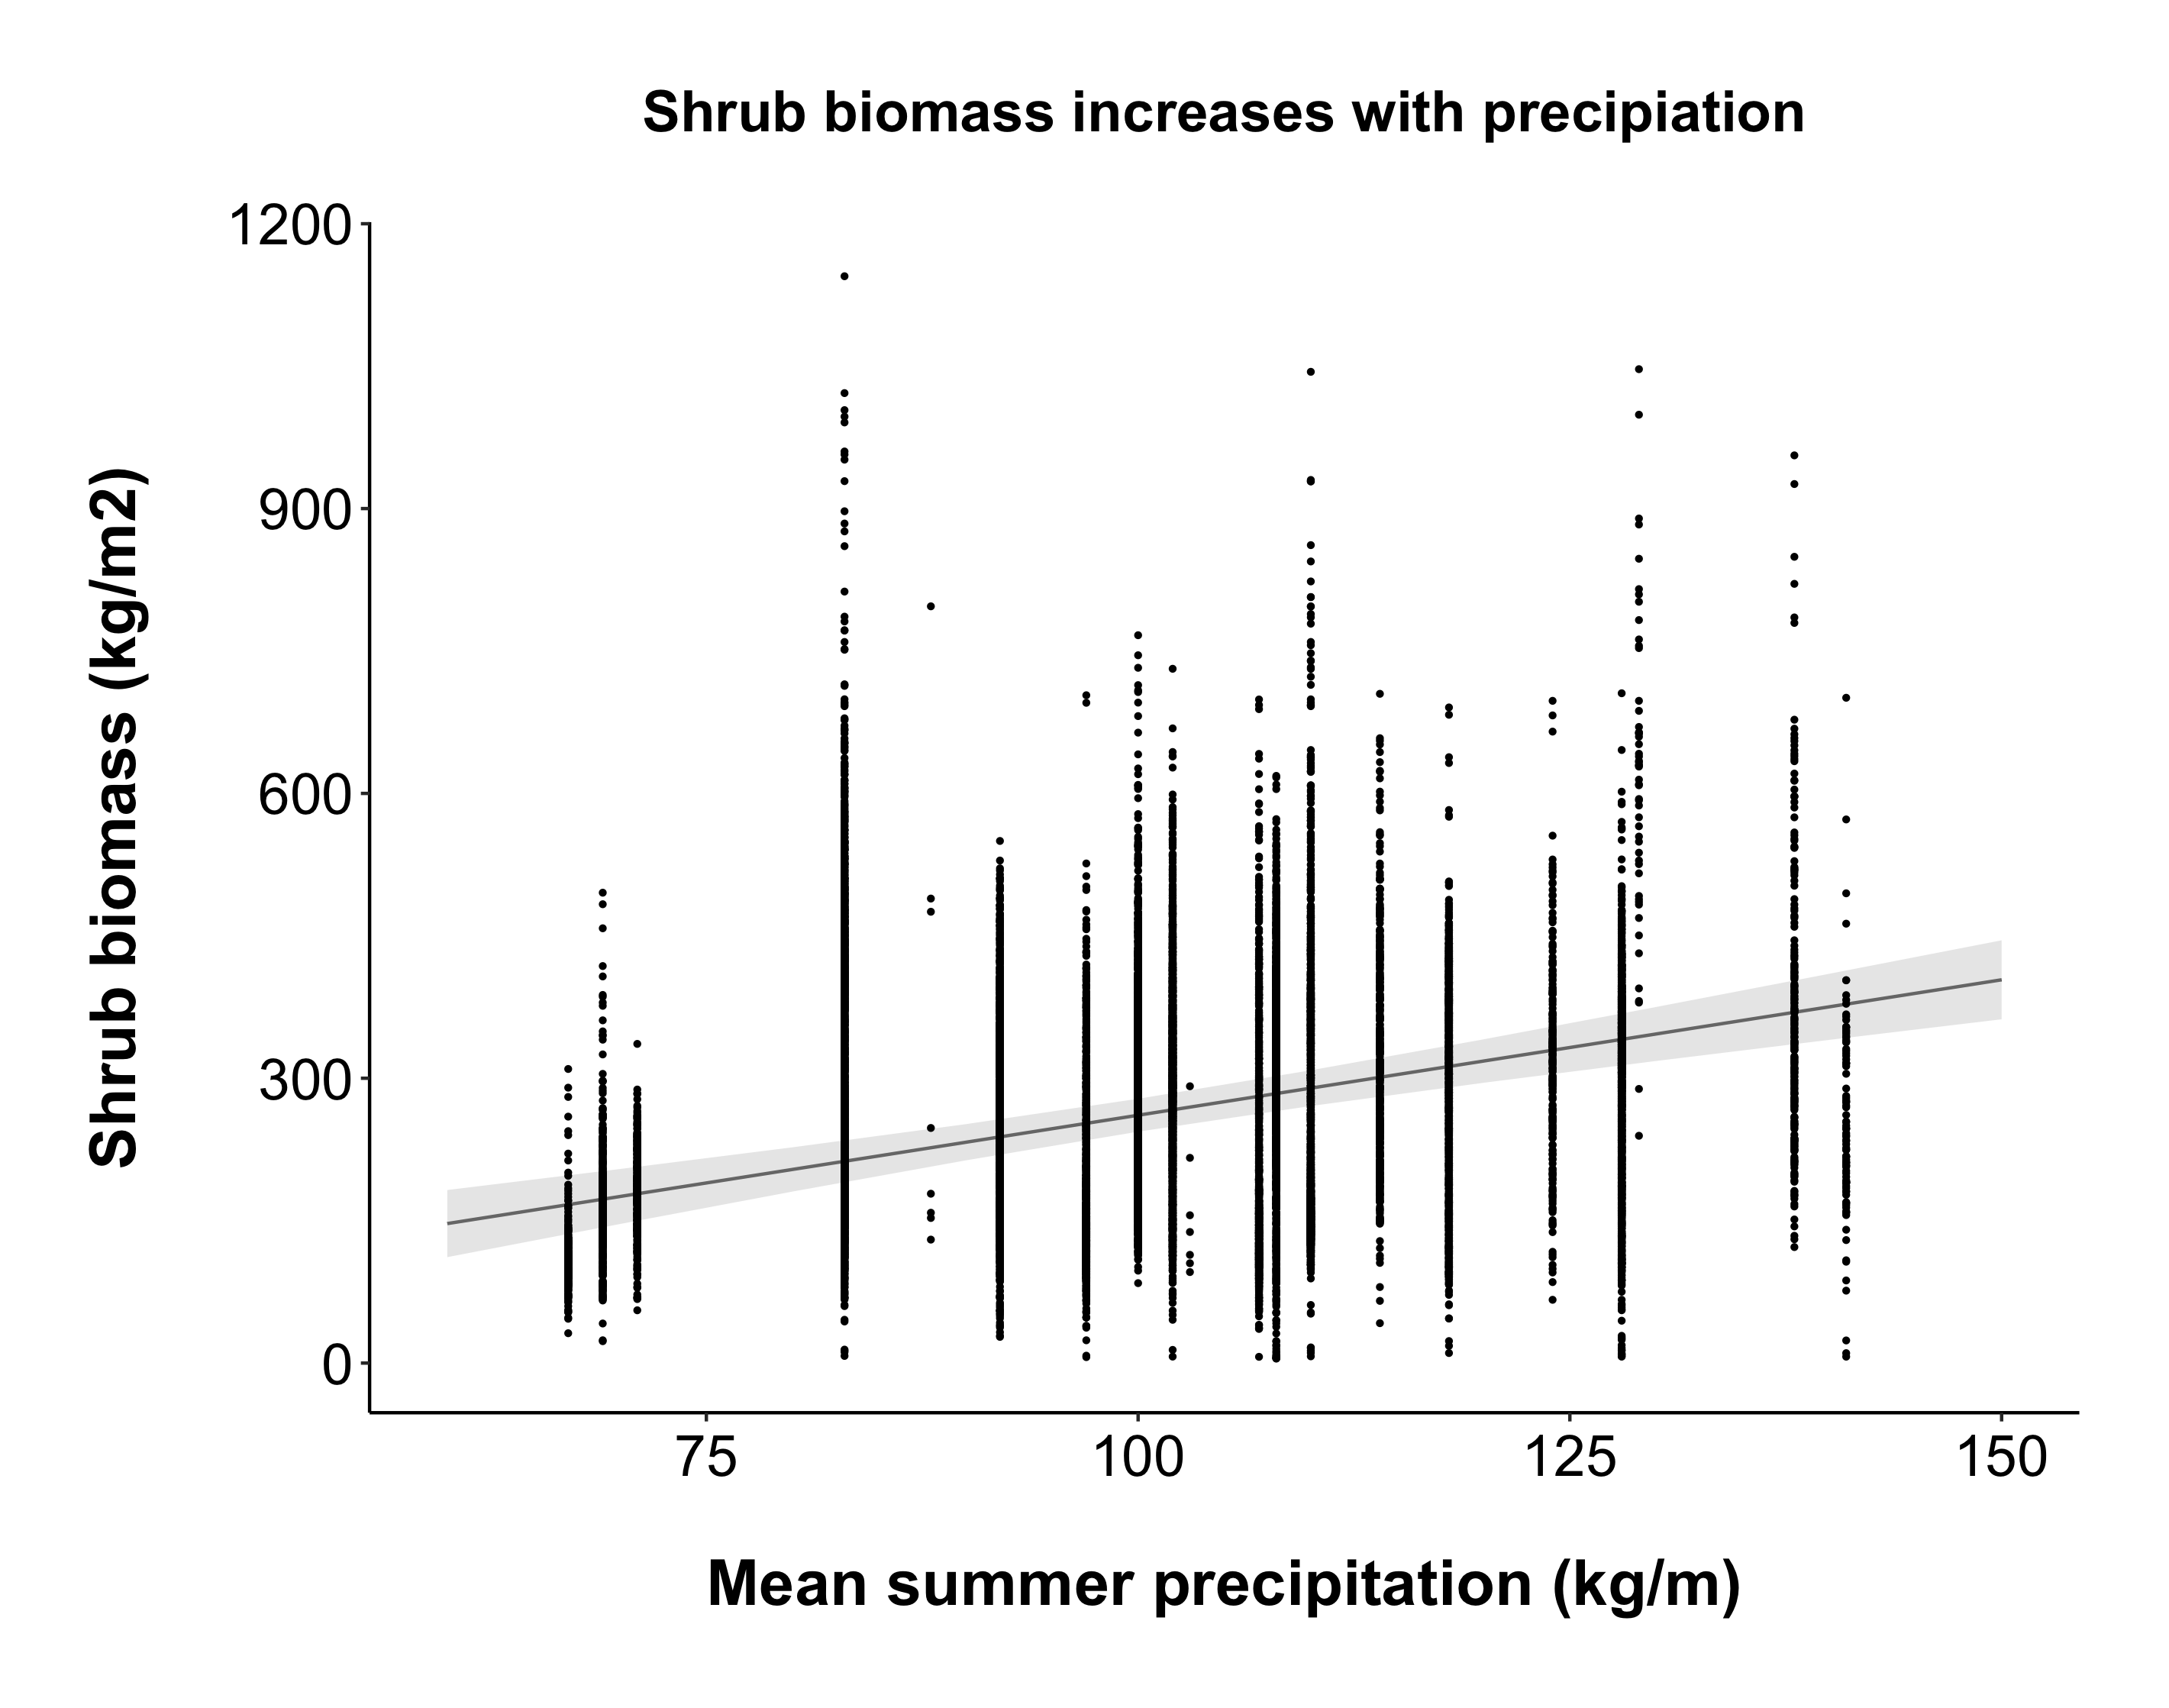 Shrub biomass increases with precipiation
1200
900
600
300
0
Shrub biomass (kg/m2)
75 100 125 150
Mean summer precipitation (kg/m)